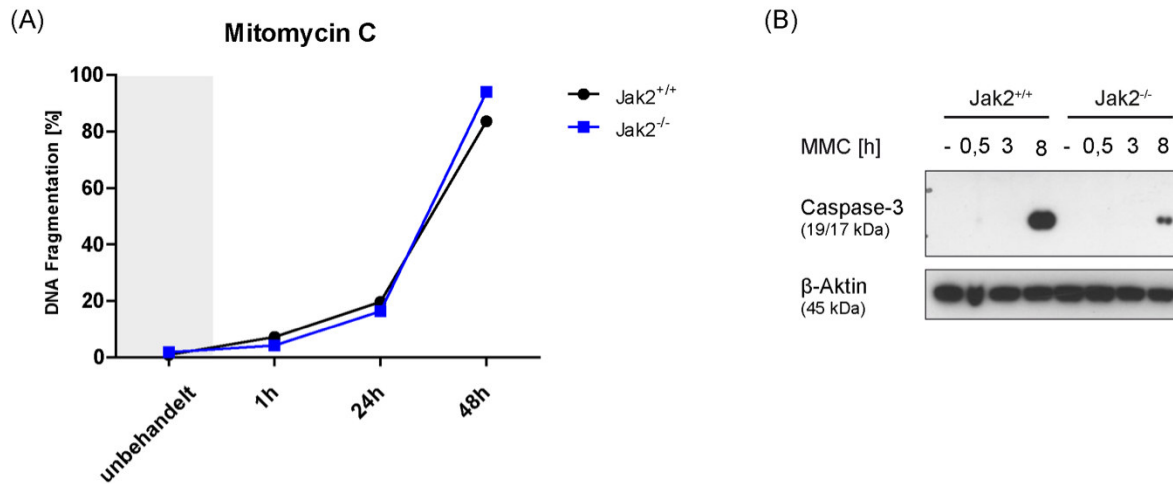 (A)
Mitomycin C
DNA Fragmentation [%]
100
80
60
40
20
0
unbehandelt
1h
24h
48h
Jak2+/+
Jak2-/-
(B)
Jak2+/+ Jak2-/-
MMC [h] - 0,5 3 8 - 0,5 3 8
Caspase-3
(19/17 kDa)
β-Aktin
(45 kDa)